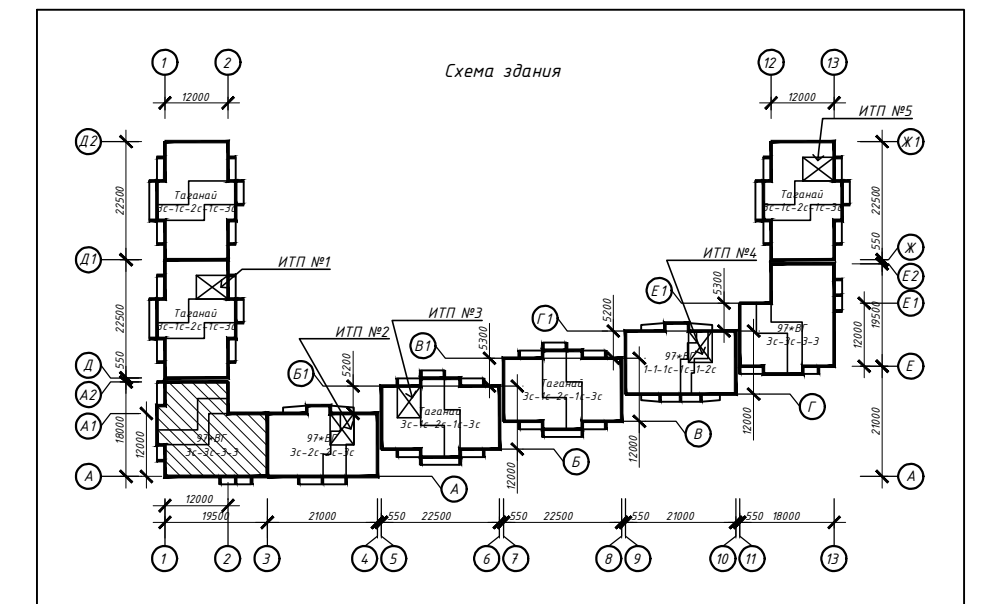 1
2
12
13
Схема здания
12000
12000
ИТП №5
Д2
Ж1
22500
Таганай
3с-1с-2с-1с-3с
Таганай
3с-1с-2с-1с-3с
22500
Д1
ИТП №1
ИТП №4
550
Ж
Е2
Е1
5300
Е1
22500
Таганай
3с-1с-2с-1с-3с
ИТП №2
ИТП №3
Г1
5200
19500
12000
97*ВГ
3с-3с-3-3
В1
5300
97*ВГ
1-1-1с-1с-1-2с
550
Д
Б1
5200
Е
А2
Таганай
3с-1с-2с-1с-3с
12000
Г
А1
18000
12000
97*ВГ
3с-3с-3-3
97*ВГ
3с-2с-2с-3с
Таганай
3с-1с-2с-1с-3с
21000
12000
В
12000
Б
А
А
А
12000
19500
21000
550
22500
550
22500
550
21000
550
18000
1
2
3
4
5
6
7
8
9
10
11
13